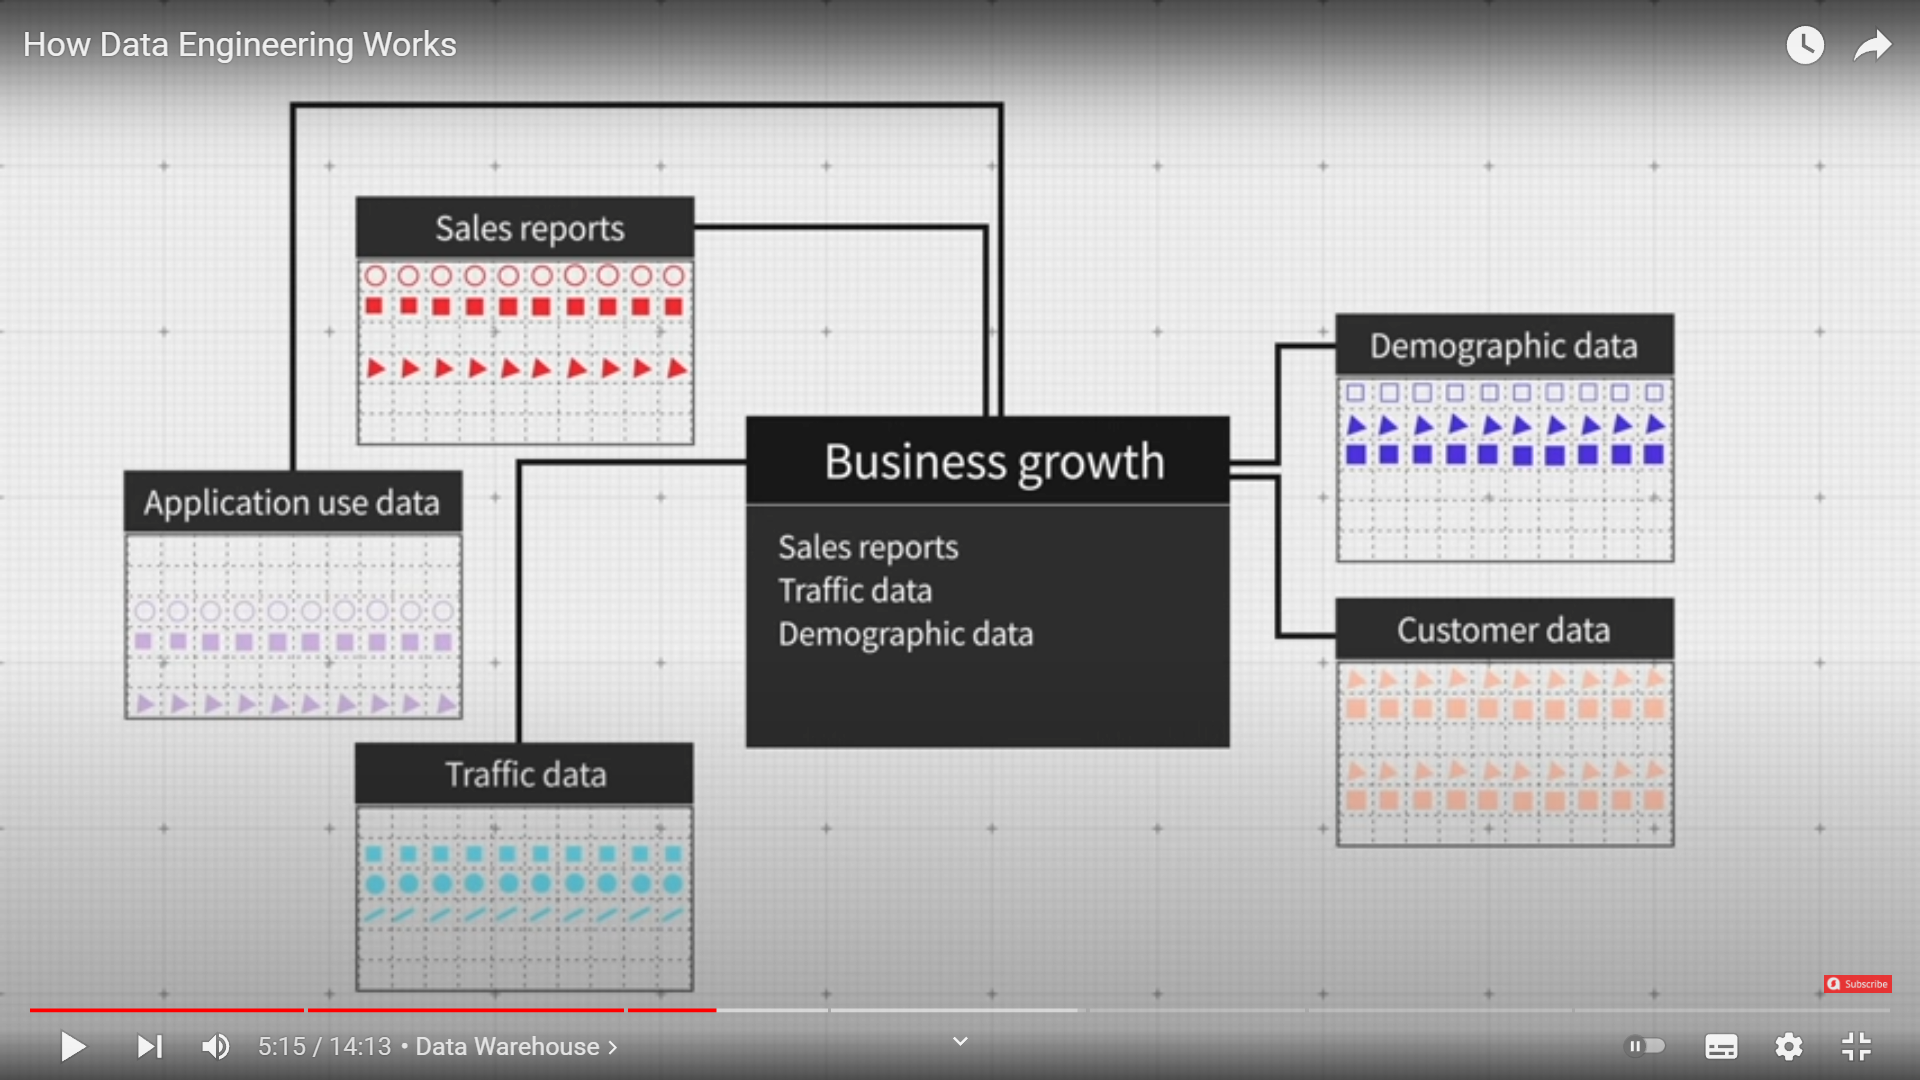 How Data Engineering Works
Sales reports
Demographic data
Business growth
Application use data
Sales reports
Traffic data
Demographic data
Customer data
Traffic data
Subscribe
5:15 / 14:13 • Data Warehouse >